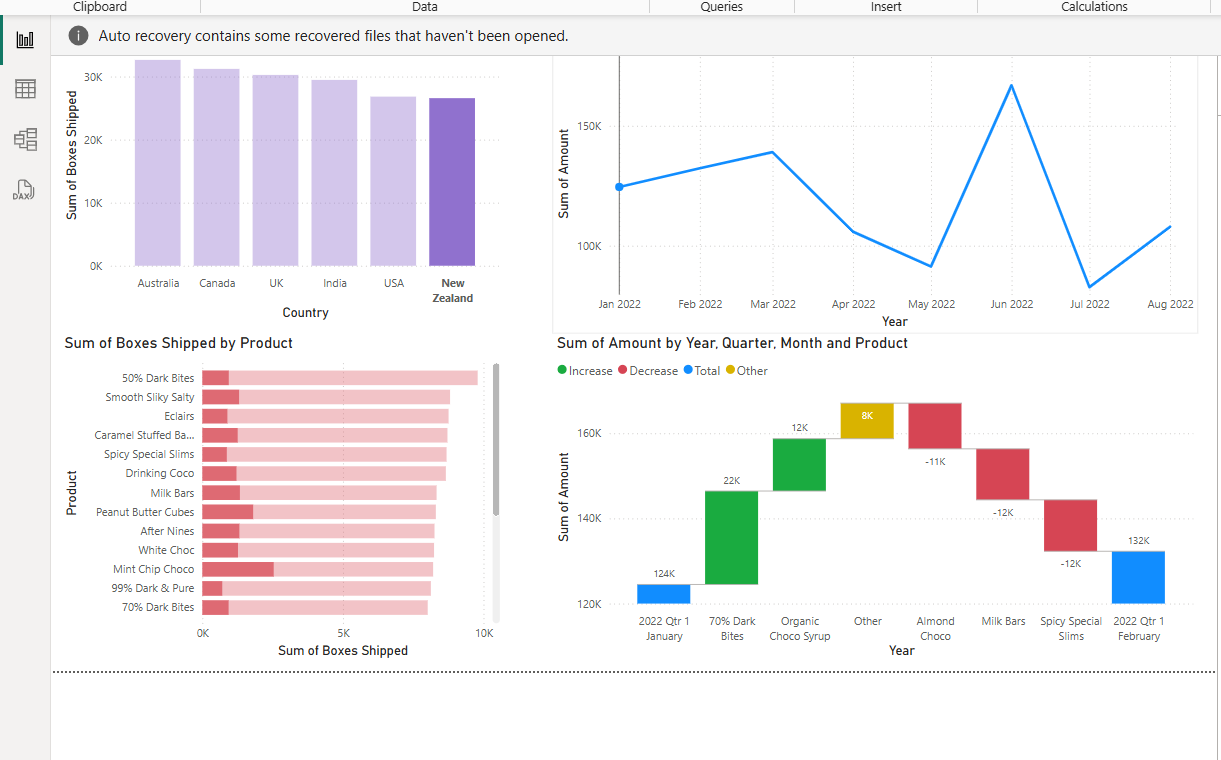 Clipboard
Data
Queries
Insert
Calculations
Auto recovery contains some recovered files that haven't been opened.
DAX
Sum of Boxes Shipped
30K
20K
10K
0K
Australia
Canada
UK
India
USA
New
Zealand
Country
Sum of Amount
150K
100K
Jan 2022
Feb 2022
Mar 2022
Apr 2022
May 2022
Jun 2022
Jul 2022
Aug 2022
Year
Sum of Boxes Shipped by Product
Product
50% Dark Bites
Smooth Sliky Salty
Eclairs
Caramel Stuffed Ba...
Spicy Special Slims
Drinking Coco
Milk Bars
Peanut Butter Cubes
After Nines
White Choc
Mint Chip Choco
99% Dark & Pure
70% Dark Bites
0K
5K
10K
Sum of Boxes Shipped
Sum of Amount by Year, Quarter, Month and Product
Increase
Decrease
Total
Other
Sum of Amount
160K
140K
120K
124K
22K
12K
8K
-11K
-12K
-12K
132K
2022 Qtr 1
January
70% Dark
Bites
Organic
Choco Syrup
Other
Almond
Choco
Milk Bars
Spicy Special
Slims
2022 Qtr 1
February
Year